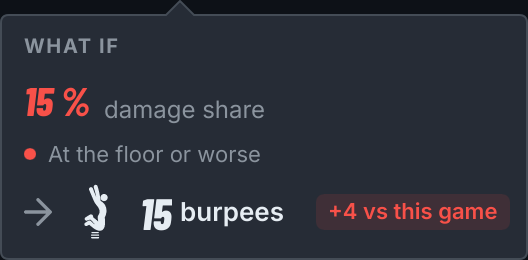 WHAT IF
15 % damage share
At the floor or worse
15 burpees +4 vs this game